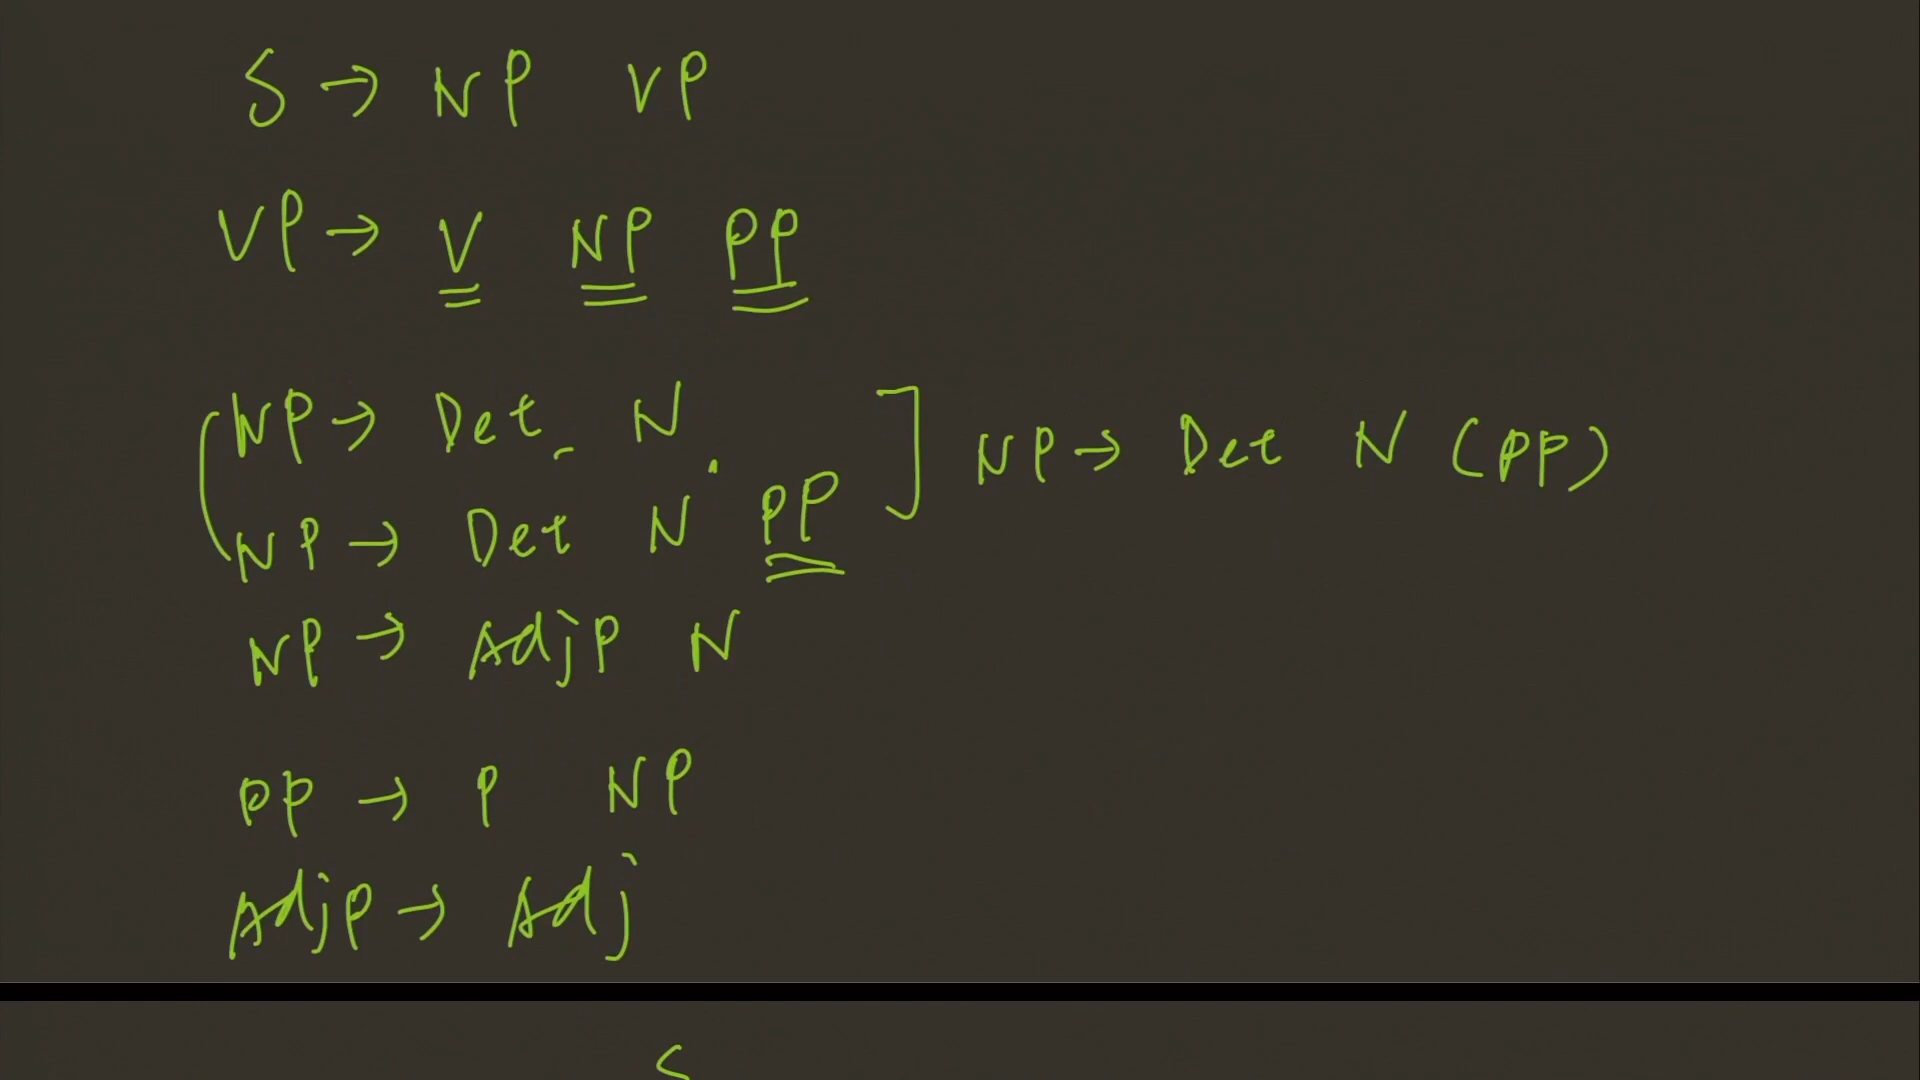 S → NP VP
VP → V NP PP
NP → Det N
NP → Det N PP
NP → Det N (PP)
NP → AdjP N
PP → P NP
AdjP → Adj
S